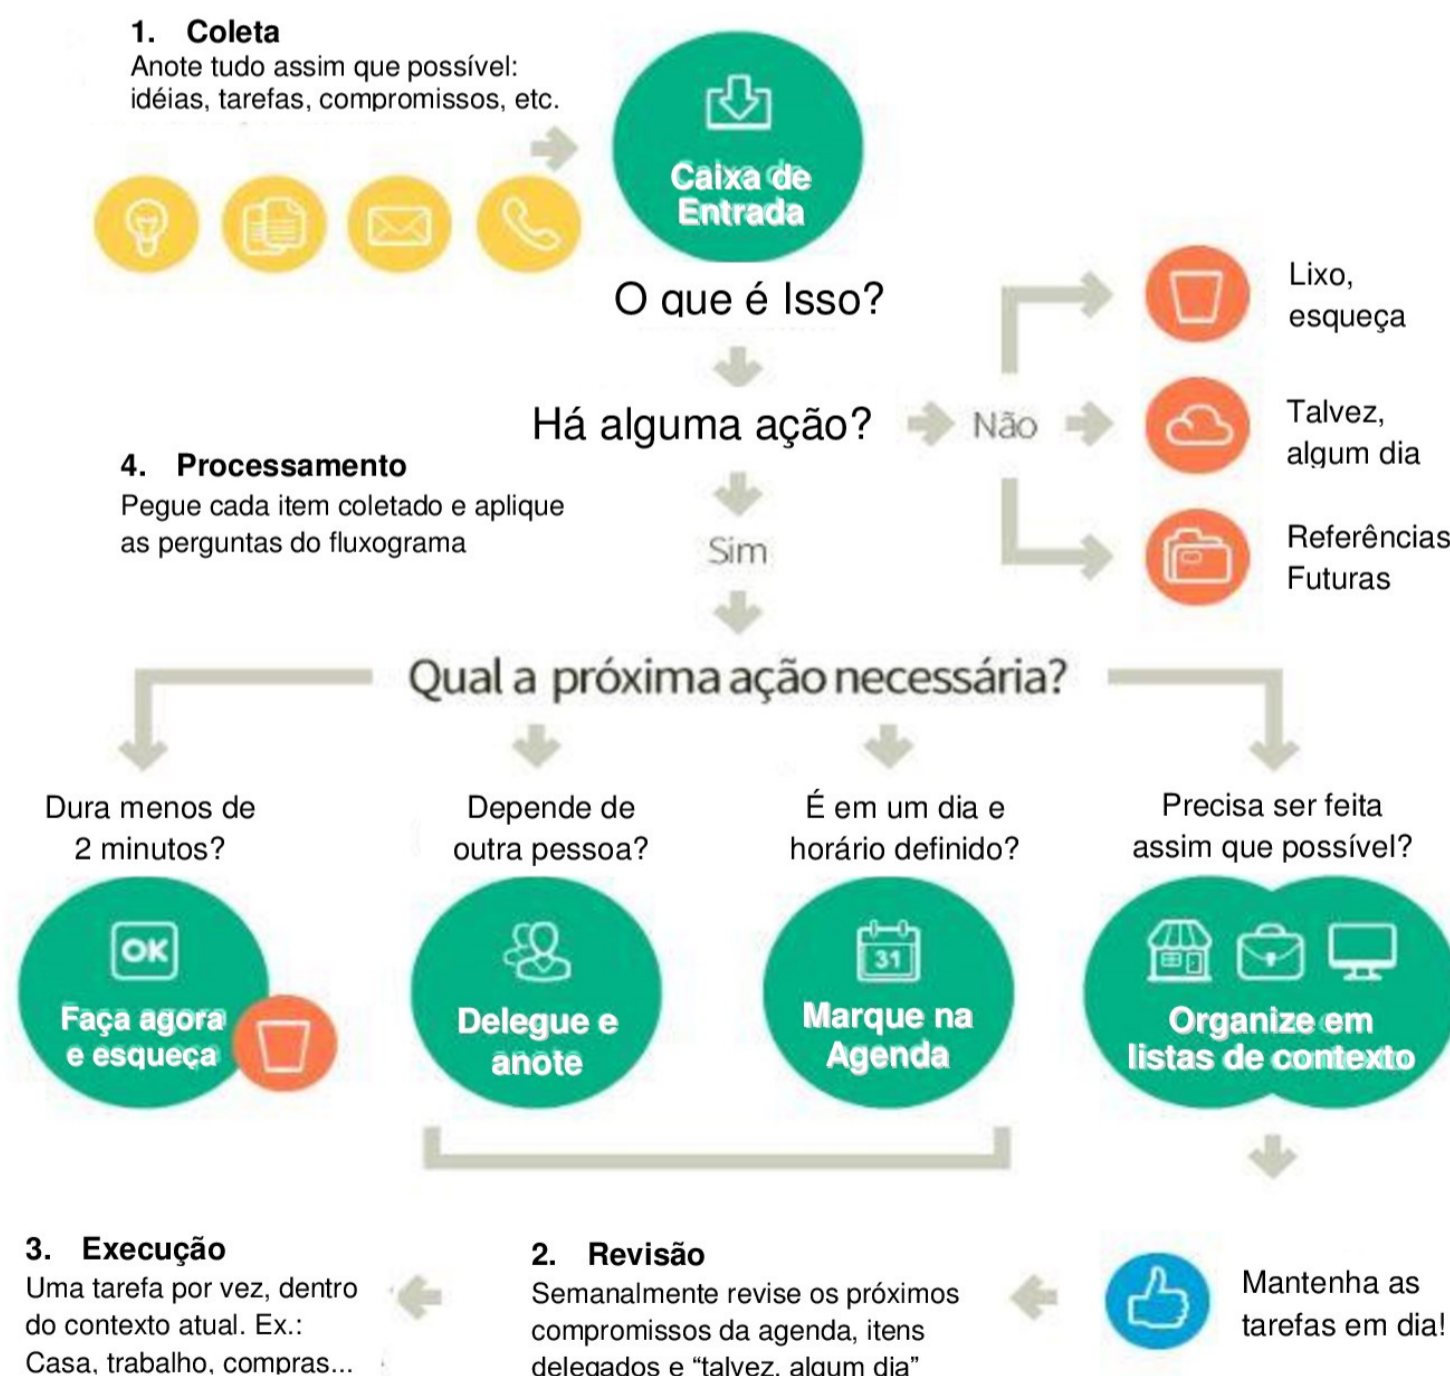 1. Coleta
Anote tudo assim que possível:
idéias, tarefas, compromissos, etc.
Caixa de
Entrada
O que é Isso?
Há alguma ação?
Não
Lixo,
esqueça
Talvez,
algum dia
Referências
Futuras
4. Processamento
Pegue cada item coletado e aplique
as perguntas do fluxograma
Sim
Qual a próxima ação necessária?
Dura menos de
2 minutos?
OK
Faça agora
e esqueça
Depende de
outra pessoa?
Delegue e
anote
É em um dia e
horário definido?
31
Marque na
Agenda
Precisa ser feita
assim que possível?
Organize em
listas de contexto
3. Execução
Uma tarefa por vez, dentro
do contexto atual. Ex.:
Casa, trabalho, compras...
2. Revisão
Semanalmente revise os próximos
compromissos da agenda, itens
delegados e “talvez, algum dia”
Mantenha as
tarefas em dia!